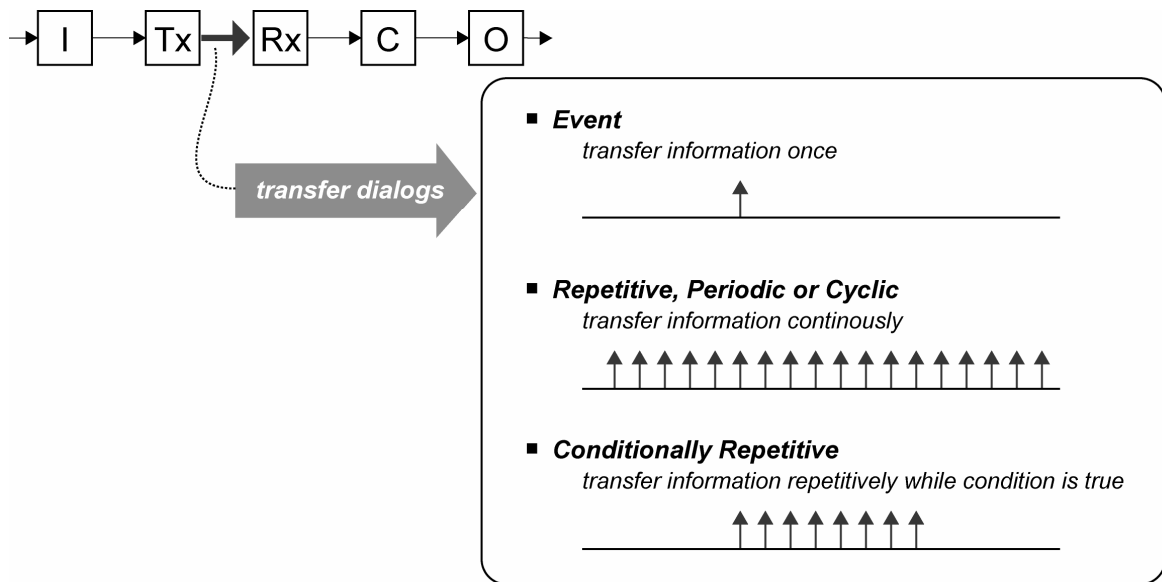 I Tx Rx C O
transfer dialogs
■ Event
transfer information once
■ Repetitive, Periodic or Cyclic
transfer information continously
■ Conditionally Repetitive
transfer information repetitively while condition is true